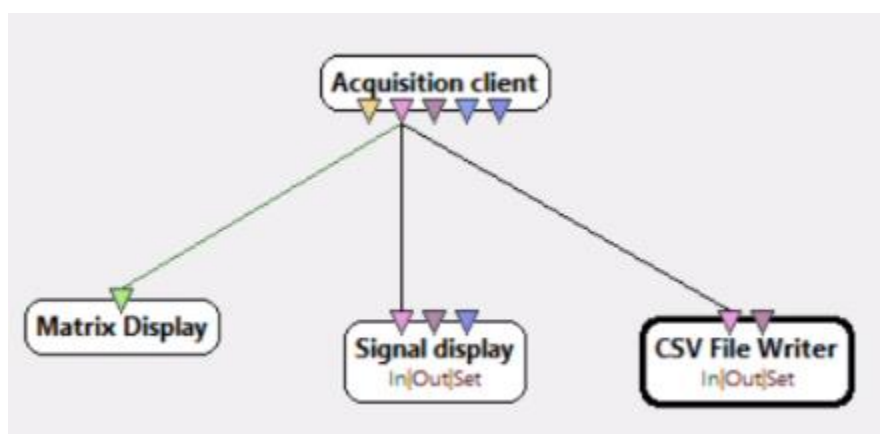 Acquisition client
Matrix Display
Signal display
In|Out|Set
CSV File Writer
In|Out|Set